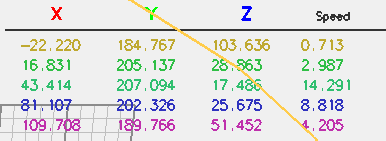 X Y Z Speed
-22.220 184.767 103.636 0.713
16.831 205.137 28.563 2.987
43.414 207.094 17.486 14.291
81.107 202.326 25.675 8.818
109.708 189.766 51.452 4.205